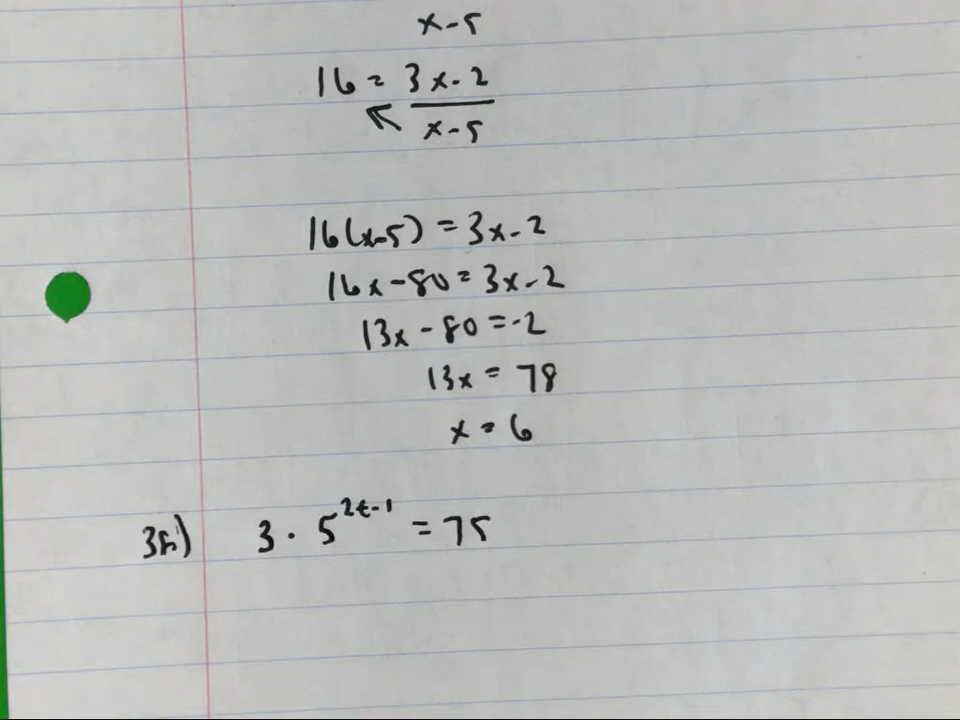 x-5
16 = 3x-2
x-5
16(x-5) = 3x-2
16x-80 = 3x-2
13x-80 = -2
13x = 78
x = 6
3 · 5^{2t-1} = 75